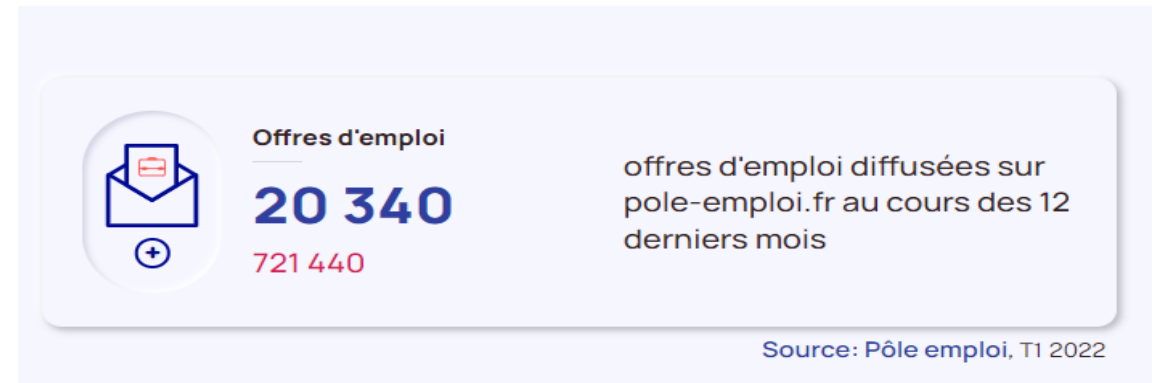 Offres d'emploi
20 340
721 440
offres d'emploi diffusées sur
pole-emploi.fr au cours des 12
derniers mois
Source: Pôle emploi, T1 2022